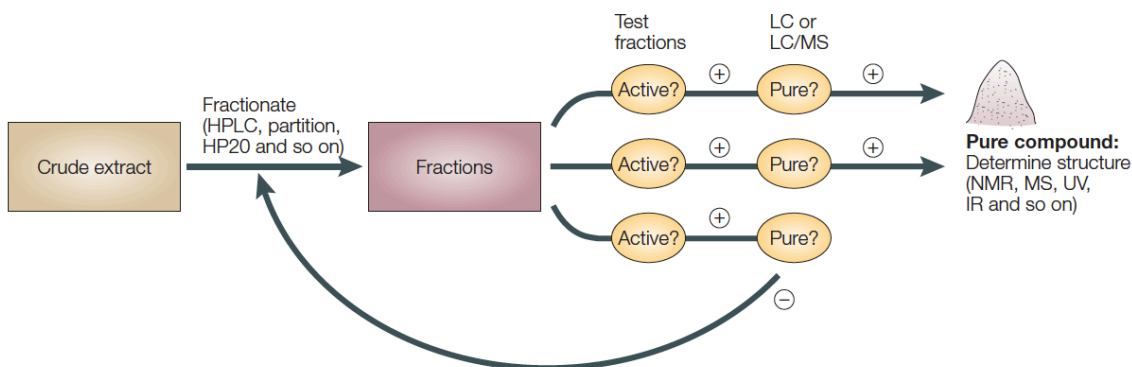 Crude extract
Fractionate
(HPLC, partition,
HP20 and so on)
Fractions
Test
fractions
LC or
LC/MS
Active?
+
Pure?
+
Active?
+
Pure?
+
Active?
+
Pure?
−
Pure compound:
Determine structure
(NMR, MS, UV,
IR and so on)